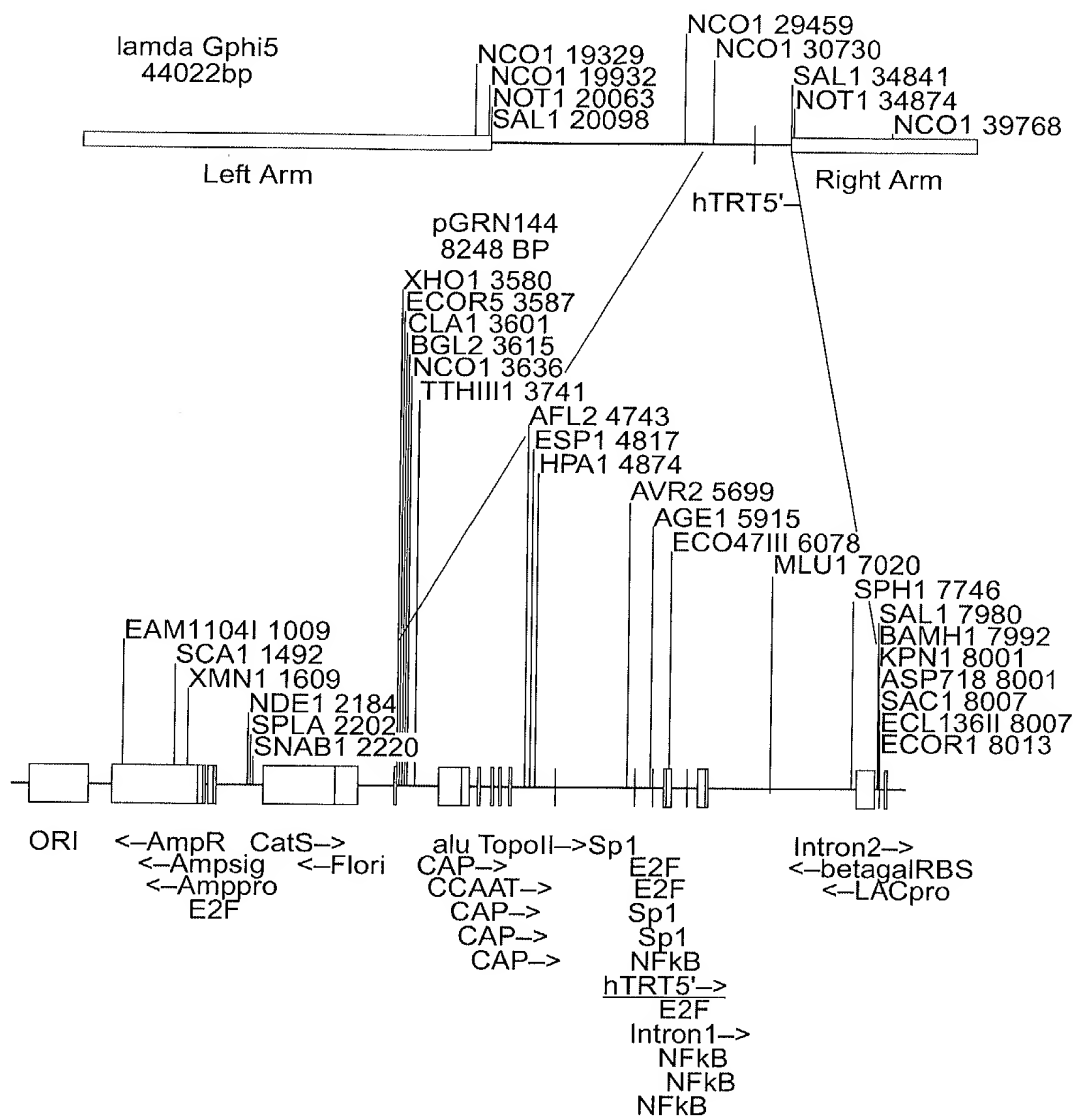 lamda Gphi5
44022bp
NCO1 19329
NCO1 19932
NOT1 20063
SAL1 20098
NCO1 29459
NCO1 30730
SAL1 34841
NOT1 34874
NCO1 39768
Left Arm
Right Arm
hTRT5'–
pGRN144
8248 BP
XHO1 3580
ECOR5 3587
CLA1 3601
BGL2 3615
NCO1 3636
TTHIII1 3741
AFL2 4743
ESP1 4817
HPA1 4874
AVR2 5699
AGE1 5915
ECO47III 6078
MLU1 7020
SPH1 7746
SAL1 7980
BAMH1 7992
KPN1 8001
ASP718 8001
SAC1 8007
ECL136II 8007
ECOR1 8013
EAM1104I 1009
SCA1 1492
XMN1 1609
NDE1 2184
SPLA 2202
SNAB1 2220
ORI
<–AmpR
<–Ampsig
<–Amppro
E2F
CatS–>
<–Flori
alu TopoII–>Sp1
CAP–>
CCAAT–>
CAP–>
CAP–>
CAP–>
E2F
E2F
Sp1
Sp1
NFkB
hTRT5'–>
E2F
Intron1–>
NFkB
NFkB
NFkB
Intron2–>
<–betagalRBS
<–LACpro